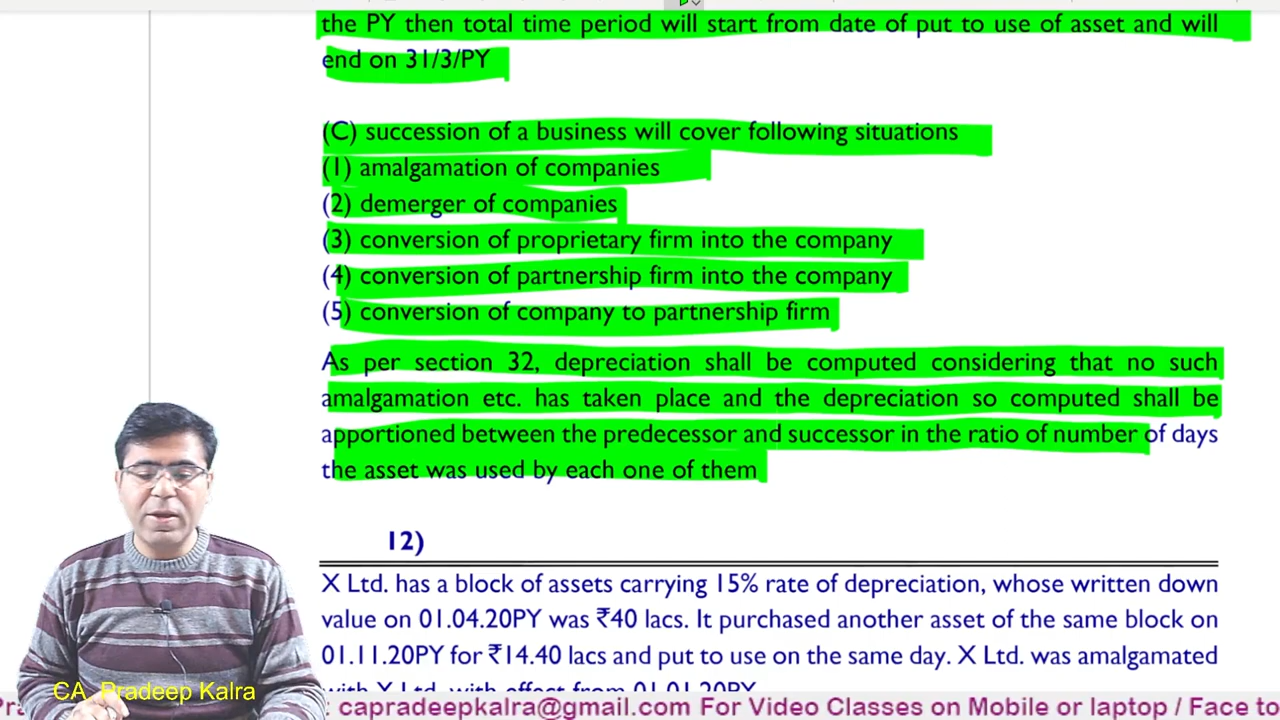 the PY then total time period will start from date of put to use of asset and will
end on 31/3/PY
(C) succession of a business will cover following situations
(1) amalgamation of companies
(2) demerger of companies
(3) conversion of proprietary firm into the company
(4) conversion of partnership firm into the company
(5) conversion of company to partnership firm
As per section 32, depreciation shall be computed considering that no such
amalgamation etc. has taken place and the depreciation so computed shall be
apportioned between the predecessor and successor in the ratio of number of days
the asset was used by each one of them
12)
X Ltd. has a block of assets carrying 15% rate of depreciation, whose written down
value on 01.04.20PY was ₹40 lacs. It purchased another asset of the same block on
01.11.20PY for ₹14.40 lacs and put to use on the same day. X Ltd. was amalgamated
with Y Ltd. with effect from 01.01.20PY
CA. Pradeep Kalra
: capradeepkalra@gmail.com For Video Classes on Mobile or laptop / Face to